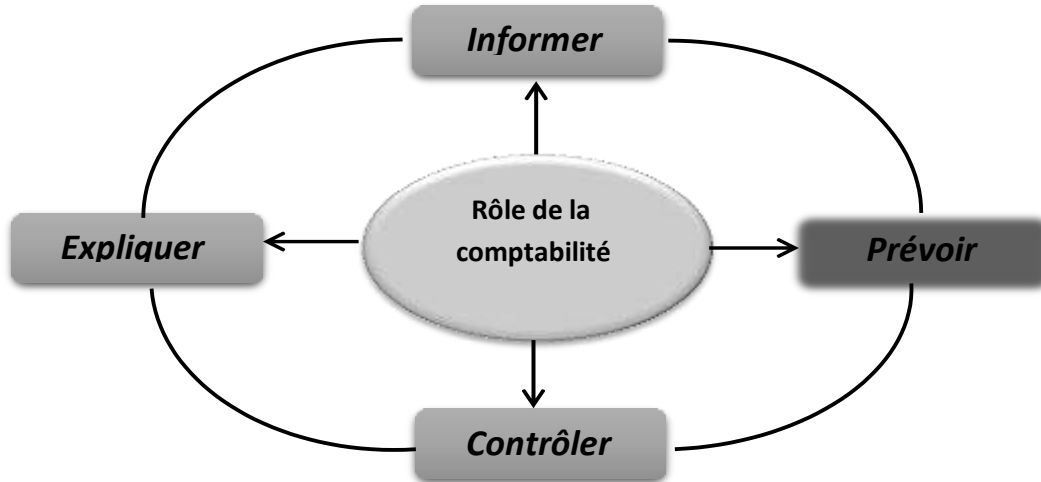 Informer
Rôle de la
comptabilité
Expliquer
Prévoir
Contrôler